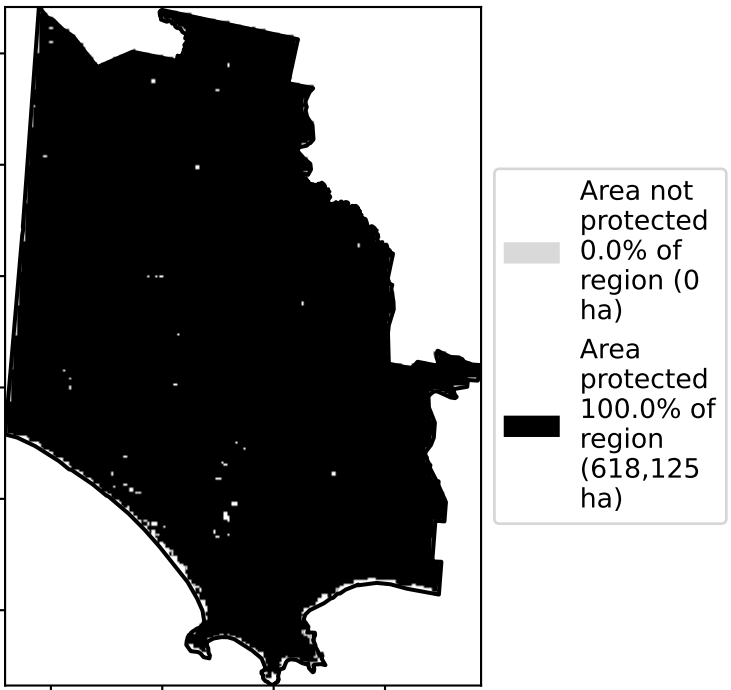 Area not
protected
0.0% of
region (0
ha)
Area
protected
100.0% of
region
(618,125
ha)